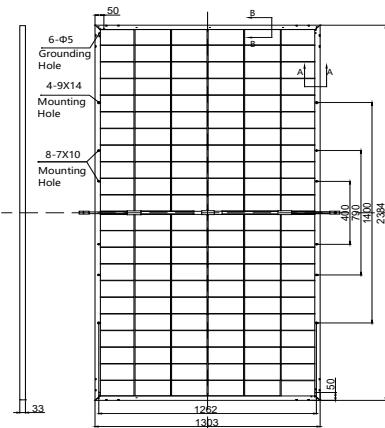 50
B
B
6-Φ5
Grounding
Hole
A
A
4-9X14
Mounting
Hole
8-7X10
Mounting
Hole
400
790
1400
2384
50
33
1262
1303